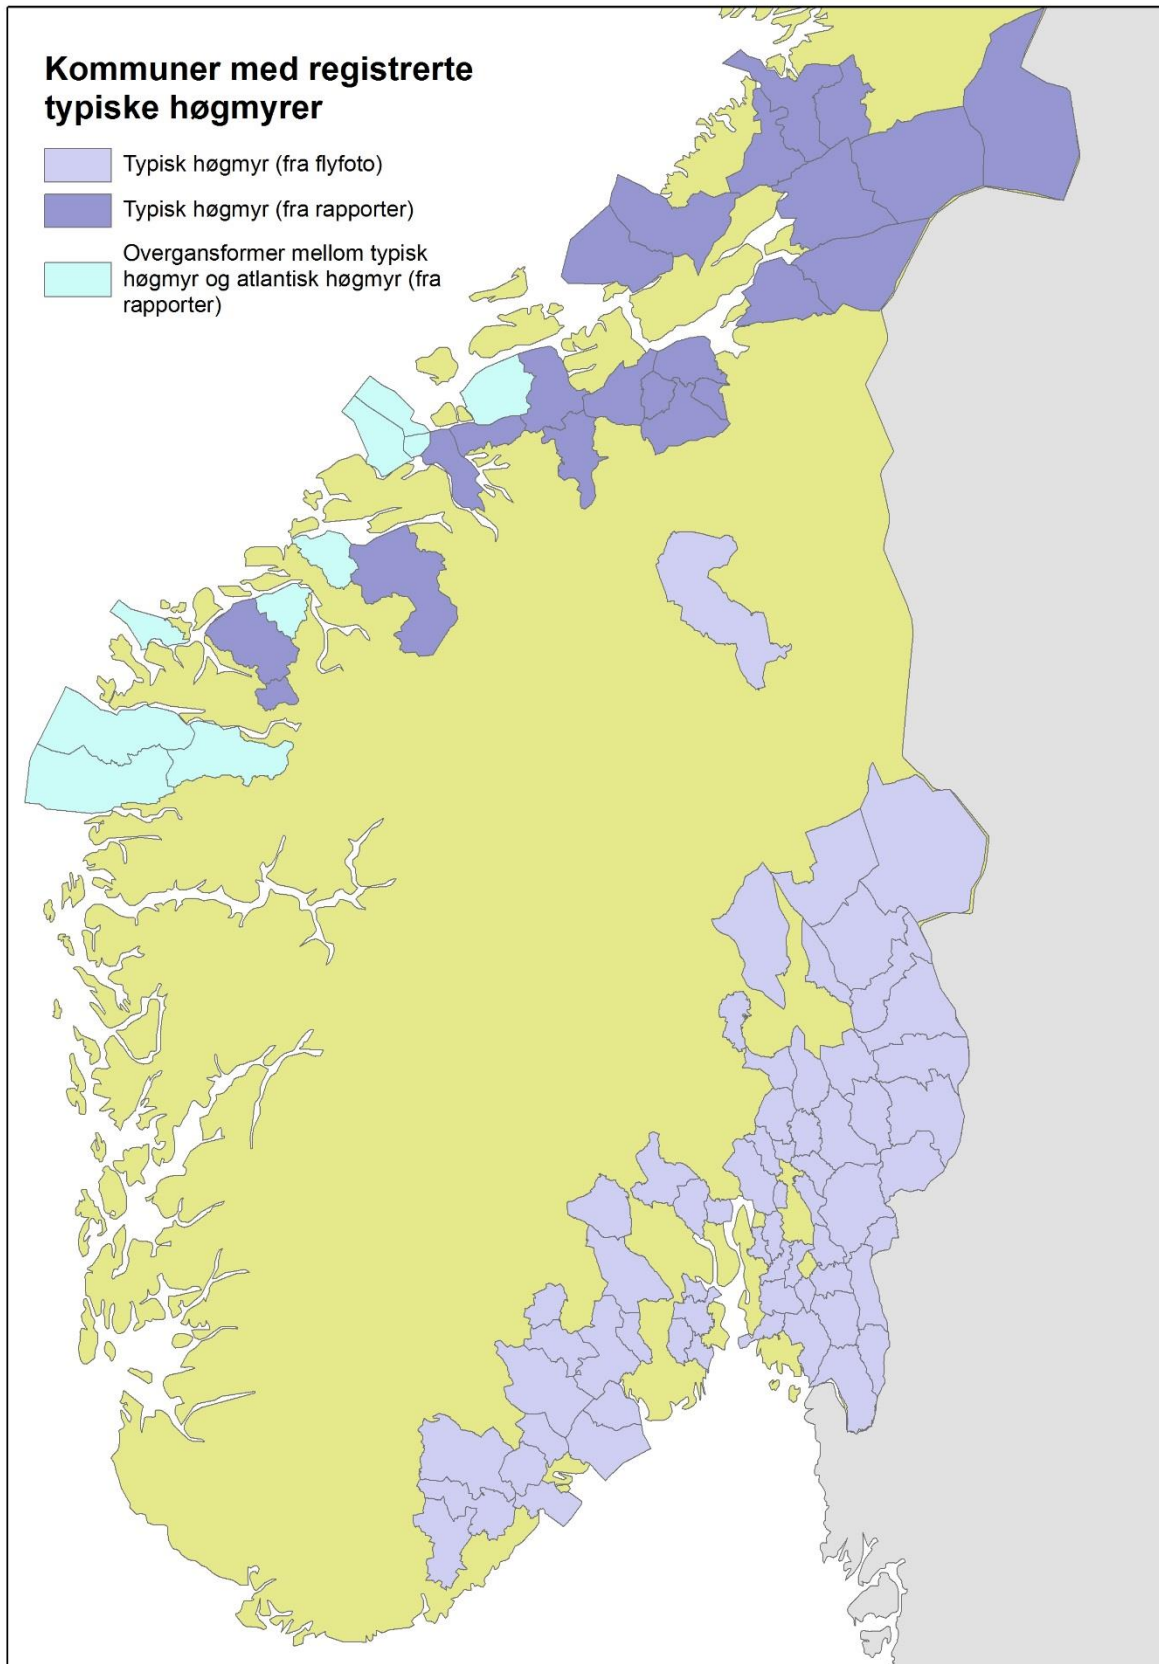 Kommuner med registrerte
typiske høgmyrer
Typisk høgmyr (fra flyfoto)
Typisk høgmyr (fra rapporter)
Overgansformer mellom typisk
høgmyr og atlantisk høgmyr (fra
rapporter)